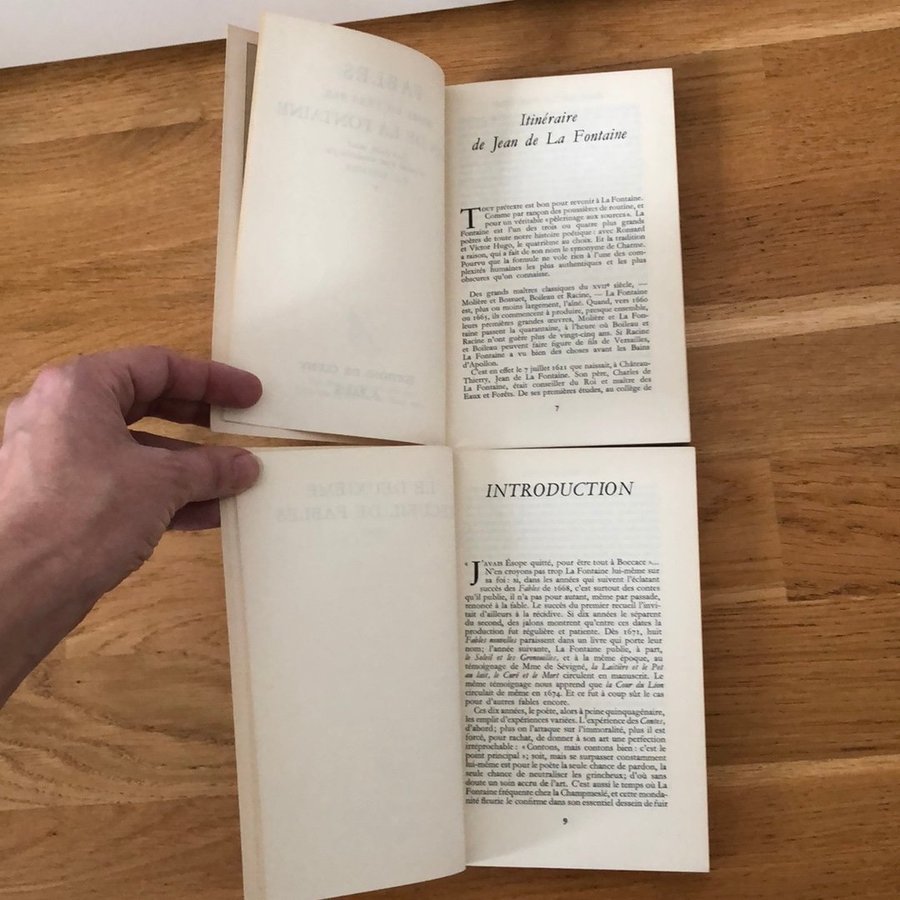 Itinéraire
de Jean de La Fontaine
TOUT prétexte est bon pour revenir à La Fontaine.
Comme par rançon des poussières de routine, et
pour un véritable «pèlerinage aux sources». La
Fontaine est l'un des trois ou quatre plus grands
poètes de toute notre histoire poétique : avec Ronsard
et Victor Hugo, le quatrième au choix. Et la tradition
a raison, qui a fait de son nom le synonyme de Charme.
Pourvu que la formule ne vole rien à l'une des com-
plexités humaines les plus authentiques et les plus
obscures qu'on connaisse.
Des grands maîtres classiques du XVIIe siècle, —
Molière et Bossuet, Boileau et Racine, — La Fontaine
est, plus ou moins largement, l'aîné. Quand, vers 1660
ou 1665, ils commencent à produire, presque ensemble,
leurs premières grandes œuvres, Molière et La Fon-
taine passent la quarantaine, à l'heure où Boileau et
Racine n'ont guère plus de vingt-cinq ans. Si Racine
et Boileau peuvent faire figure de fils de Versailles,
La Fontaine a vu bien des choses avant les Bains
d'Apollon.
C'est en effet le 7 juillet 1621 que naissait, à Château-
Thierry, Jean de La Fontaine. Son père, Charles de
La Fontaine, était conseiller du Roi et maître des
Eaux et Forêts. De ses premières études, au collège de
7
INTRODUCTION
« J'AVAIS Ésope quitté, pour être tout à Boccace »...
N'en croyons pas trop La Fontaine lui-même sur
sa foi : si, dans les années qui suivent l'éclatant
succès des Fables de 1668, c'est surtout des contes
qu'il publie, il n'a pas pour autant, même par passade,
renoncé à la fable. Le succès du premier recueil l'invi-
tait d'ailleurs à la récidive. Si dix années le séparent
du second, des jalons montrent qu'entre ces dates la
production fut régulière et patiente. Dès 1671, huit
Fables nouvelles paraissent dans un livre qui porte leur
nom; l'année suivante, La Fontaine publie, à part,
le Soleil et les Grenouilles, et à la même époque, au
témoignage de Mme de Sévigné, la Laitière et le Pot
au lait, le Curé et le Mort circulent en manuscrit. Le
même témoignage nous apprend que la Cour du Lion
circulait de même en 1674. Et ce fut à coup sûr le cas
pour d'autres fables encore.
Ces dix années, le poète, alors à peine quinquagénaire,
les emplit d'expériences variées. L'expérience des Contes,
d'abord; plus on l'attaque sur l'immoralité, plus il est
forcé, pour rachat, de donner à son art une perfection
irréprochable : «Contons, mais contons bien : c'est le
point principal »; soit, mais se surpasser constamment
lui-même est pour le poète la seule chance de pardon, la
seule chance de neutraliser les grincheux; d'où sans
doute un soin accru de l'art. C'est aussi le temps où La
Fontaine fréquente chez la Champmeslé, et cette monda-
nité fleurie le confirme dans son essentiel dessein de fuir
9